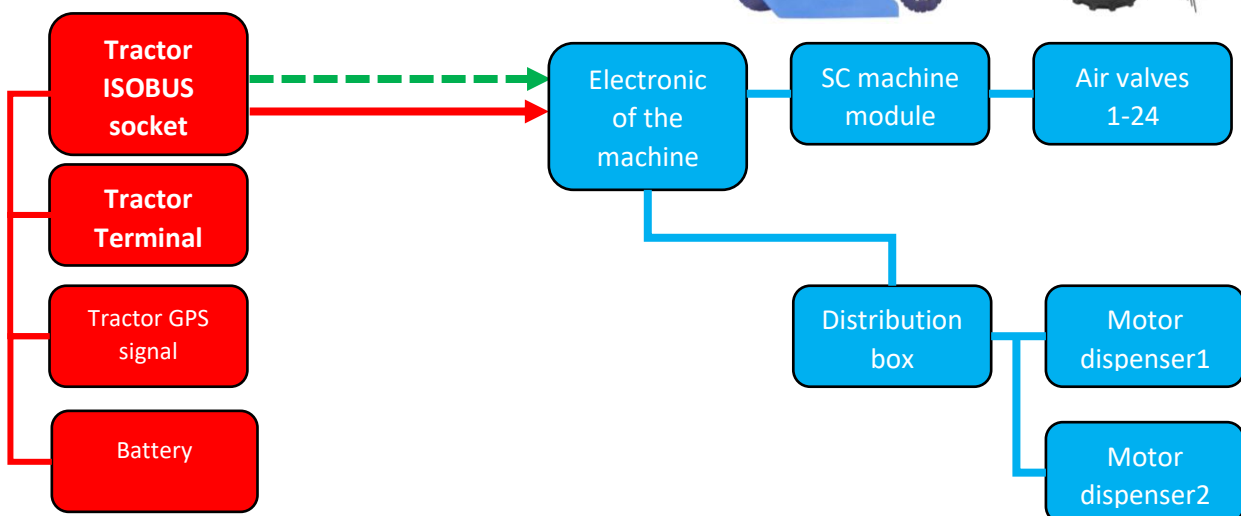 Tractor
ISOBUS
socket
Electronic
of the
machine
SC machine
module
Air valves
1-24
Tractor
Terminal
Tractor GPS
signal
Distribution
box
Motor
dispenser1
Battery
Motor
dispenser2